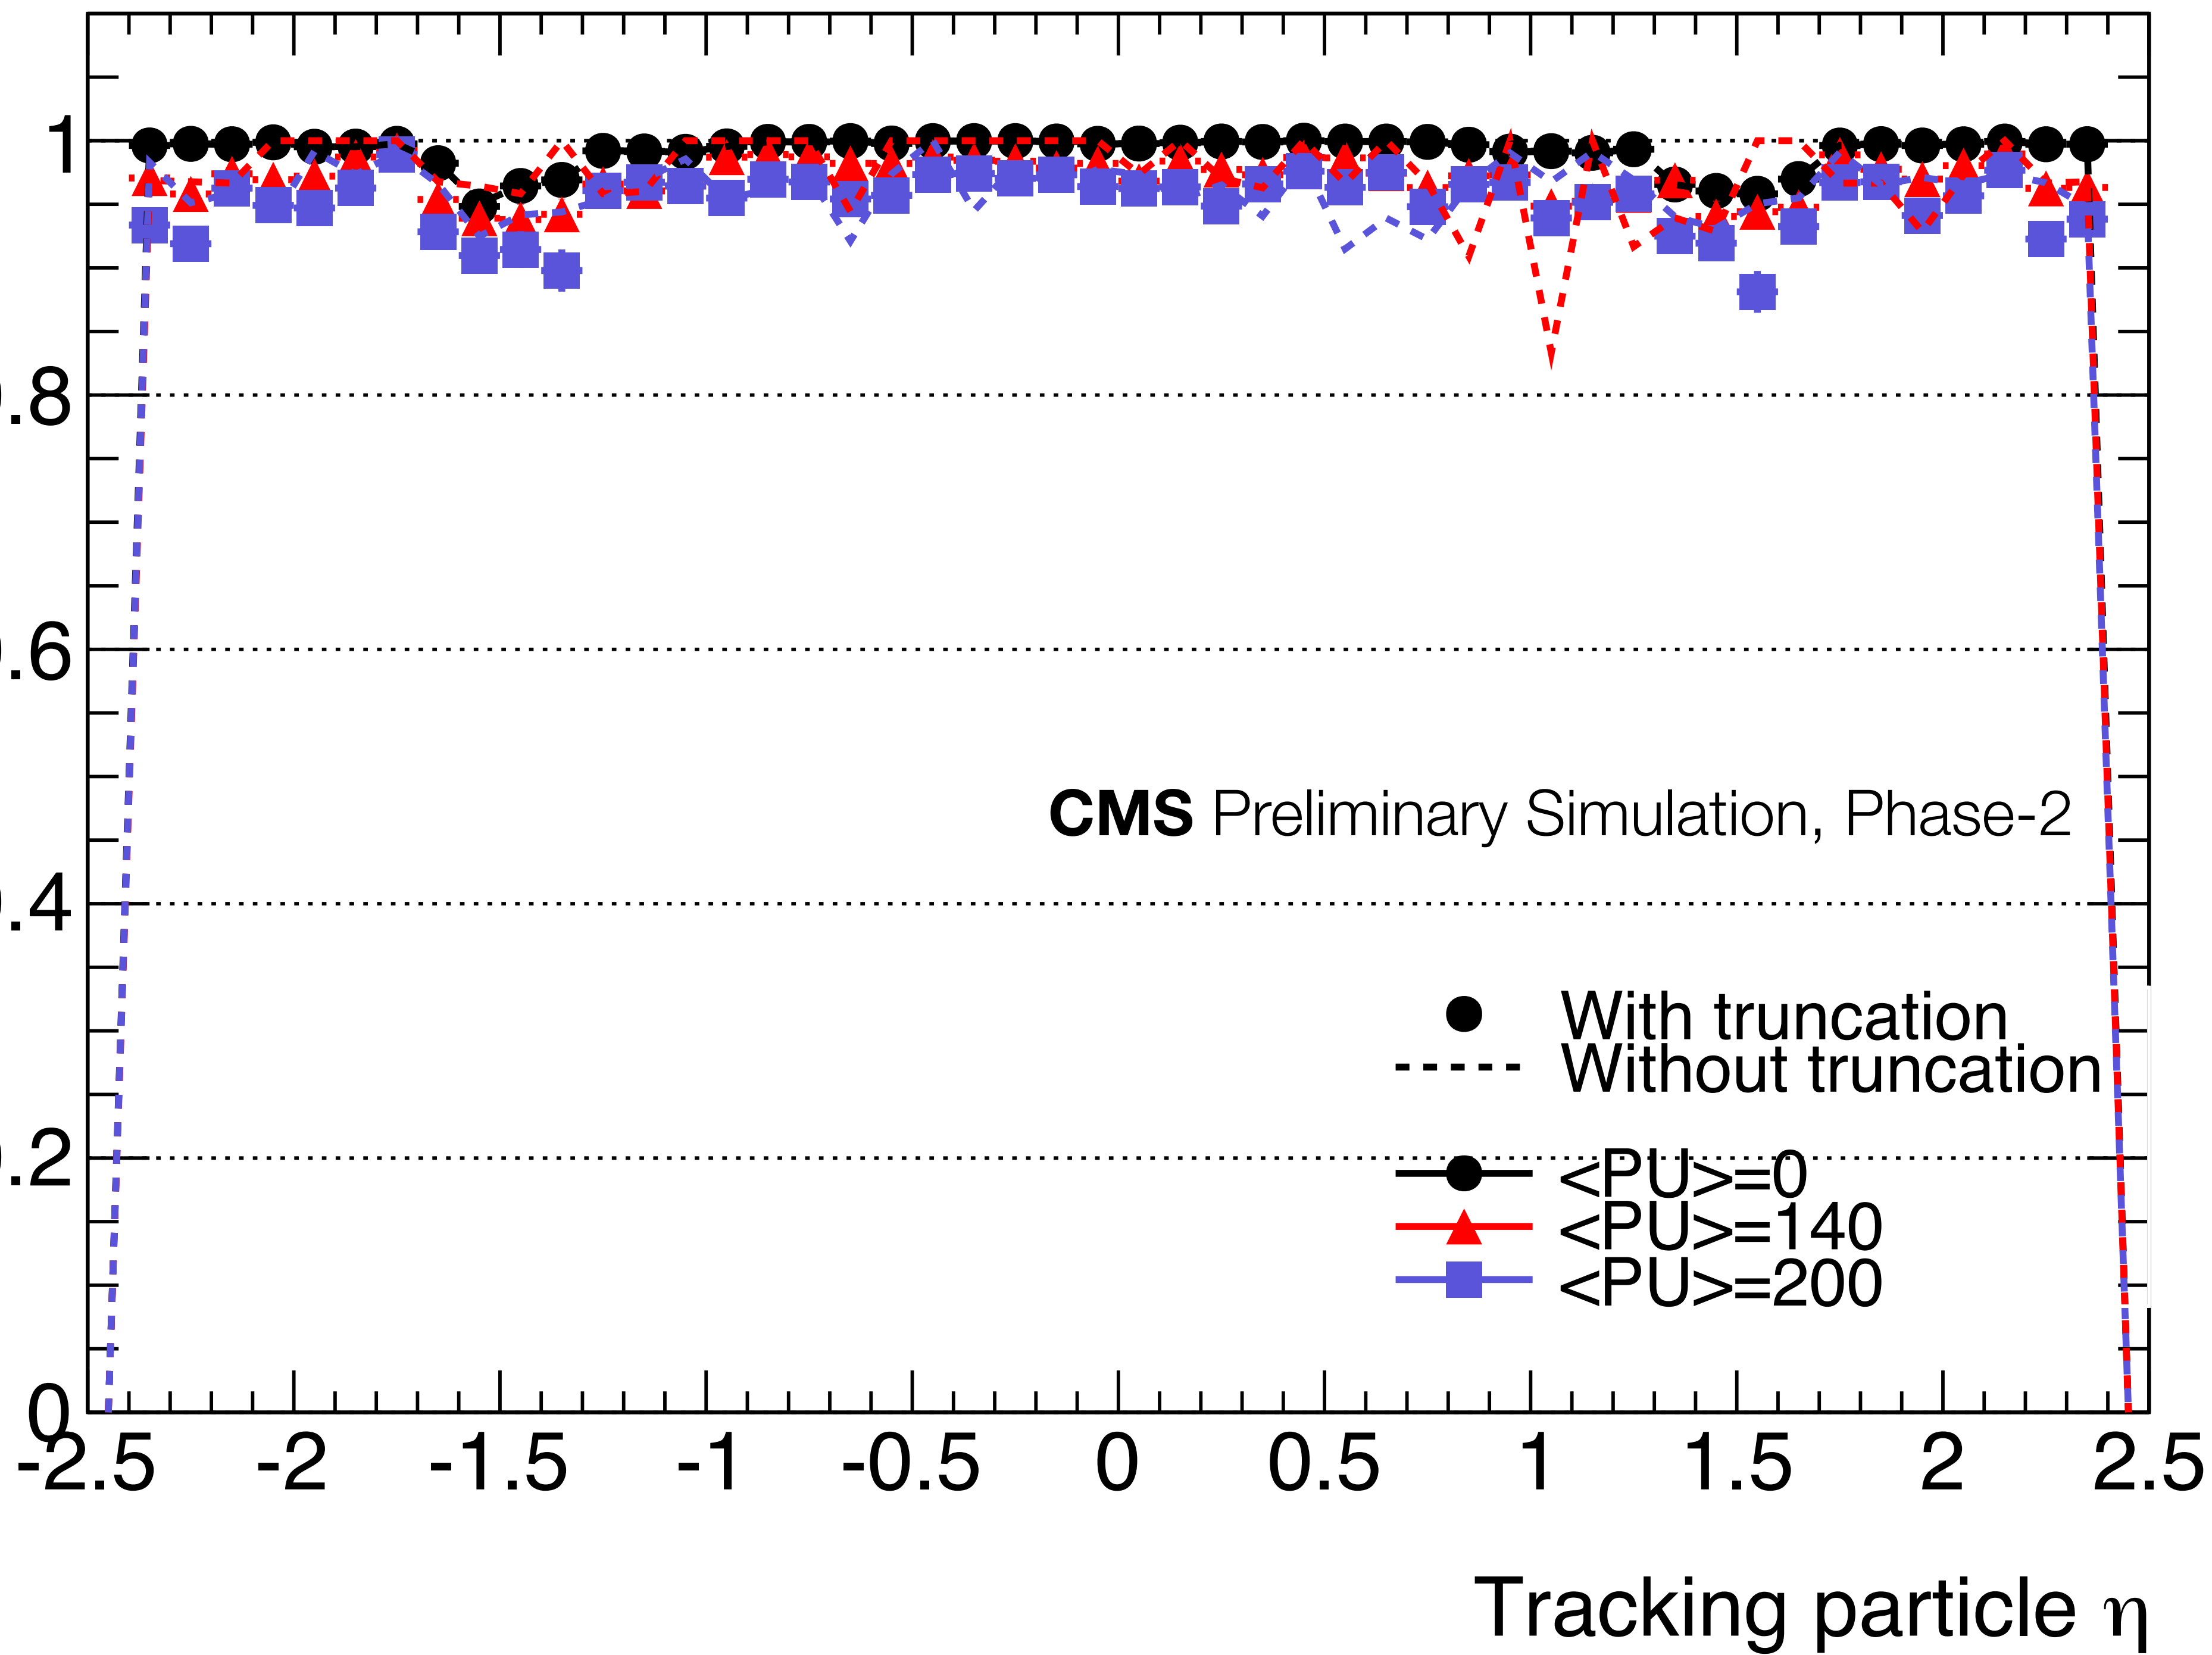 1
.8
.6
CMS Preliminary Simulation, Phase-2
.4
With truncation
Without truncation
.2
<PU>=0
<PU>=140
<PU>=200
0
-2.5 -2 -1.5 -1 -0.5 0 0.5 1 1.5 2 2.5
Tracking particle η